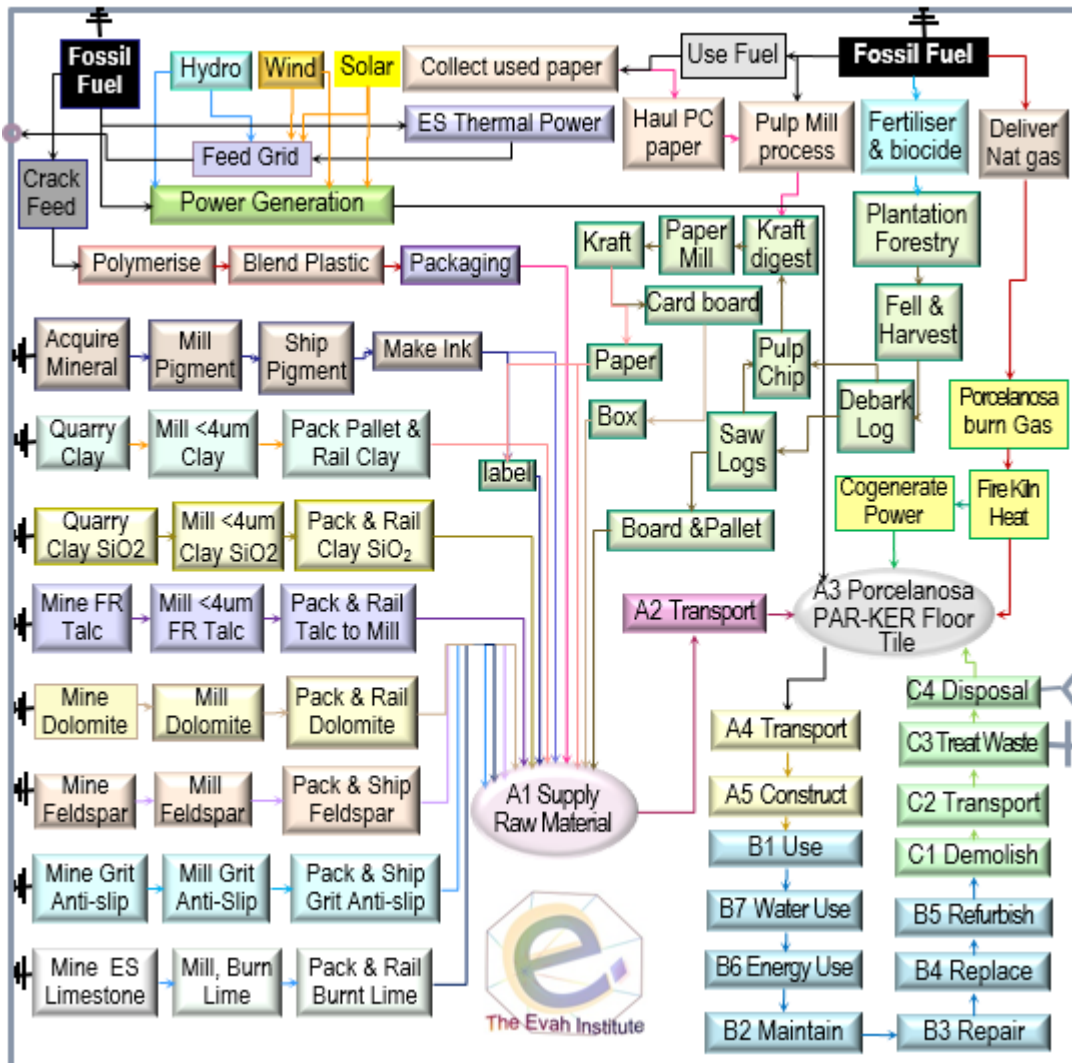 Fossil
Fuel
Hydro
Wind
Solar
Collect used paper
Use Fuel
Fossil Fuel
ES Thermal Power
Haul PC
paper
Pulp Mill
process
Fertiliser
& biocide
Deliver
Nat gas
Feed Grid
Crack
Feed
Power Generation
Plantation
Forestry
Kraft
Paper
Mill
Kraft
digest
Polymerise
Blend Plastic
Packaging
Card board
Fell &
Harvest
Acquire
Mineral
Mill
Pigment
Ship
Pigment
Make Ink
Paper
Pulp
Chip
Porcelanosa
burn Gas
Quarry
Clay
Mill <4um
Clay
Pack Pallet &
Rail Clay
label
Box
Saw
Logs
Debark
Log
Cogenerate
Power
Fire Kiln
Heat
Quarry
Clay SiO2
Mill <4um
Clay SiO2
Pack & Rail
Clay SiO₂
Board &Pallet
Mine FR
Talc
Mill <4um
FR Talc
Pack & Rail
Talc to Mill
A2 Transport
A3 Porcelanosa
PAR-KER Floor
Tile
Mine
Dolomite
Mill
Dolomite
Pack & Rail
Dolomite
C4 Disposal
A4 Transport
C3 Treat Waste
Mine
Feldspar
Mill
Feldspar
Pack & Ship
Feldspar
A1 Supply
Raw Material
A5 Construct
C2 Transport
B1 Use
C1 Demolish
Mine Grit
Anti-slip
Mill Grit
Anti-Slip
Pack & Ship
Grit Anti-slip
B7 Water Use
B5 Refurbish
Mine ES
Limestone
Mill, Burn
Lime
Pack & Rail
Burnt Lime
B6 Energy Use
B4 Replace
The Evah Institute
B2 Maintain
B3 Repair